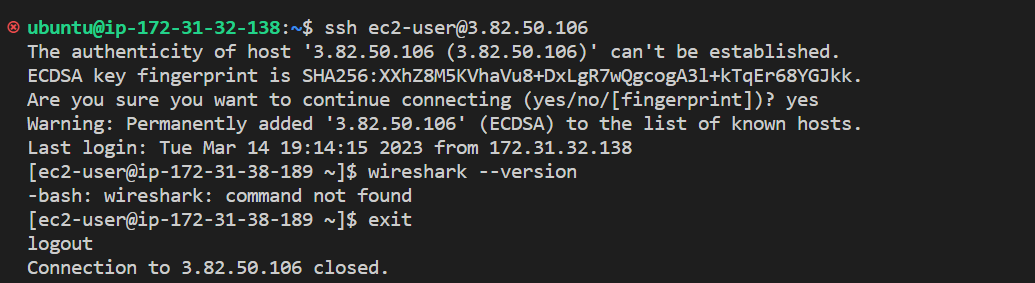 ubuntu@ip-172-31-32-138:~$ ssh ec2-user@3.82.50.106
The authenticity of host '3.82.50.106 (3.82.50.106)' can't be established.
ECDSA key fingerprint is SHA256:XXhZ8M5KVhaVu8+DxLgR7wQgcogA3l+kTqEr68YGJkk.
Are you sure you want to continue connecting (yes/no/[fingerprint])? yes
Warning: Permanently added '3.82.50.106' (ECDSA) to the list of known hosts.
Last login: Tue Mar 14 19:14:15 2023 from 172.31.32.138
[ec2-user@ip-172-31-38-189 ~]$ wireshark --version
-bash: wireshark: command not found
[ec2-user@ip-172-31-38-189 ~]$ exit
logout
Connection to 3.82.50.106 closed.